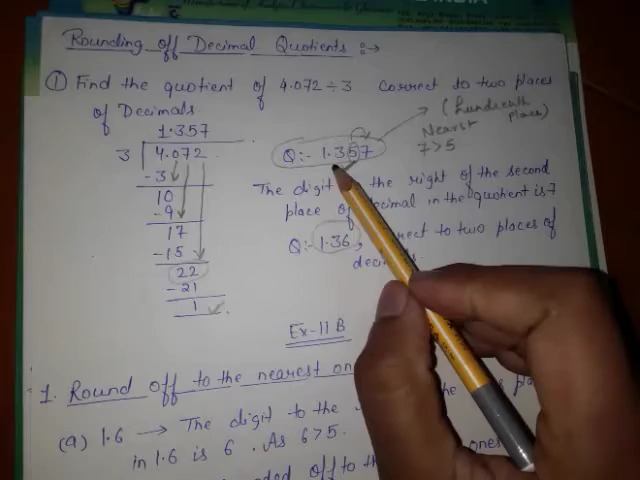 Rounding off Decimal Quotients :→
① Find the quotient of 4.072 ÷ 3 Correct to two places
of Decimals
1.357
3 4.072
-3
10
-9
17
-15
22
-21
1
(hundredth
place)
Nearst
7>5
Q:- 1.357
The digit the right of the second
place of decimal in the quotient is 7
Q:- 1.36, correct to two places of
Ex-11 B
1. Round off to the nearest
(a) 1.6 → The digit to the
in 1.6 is 6 . As 6>5.
off to the